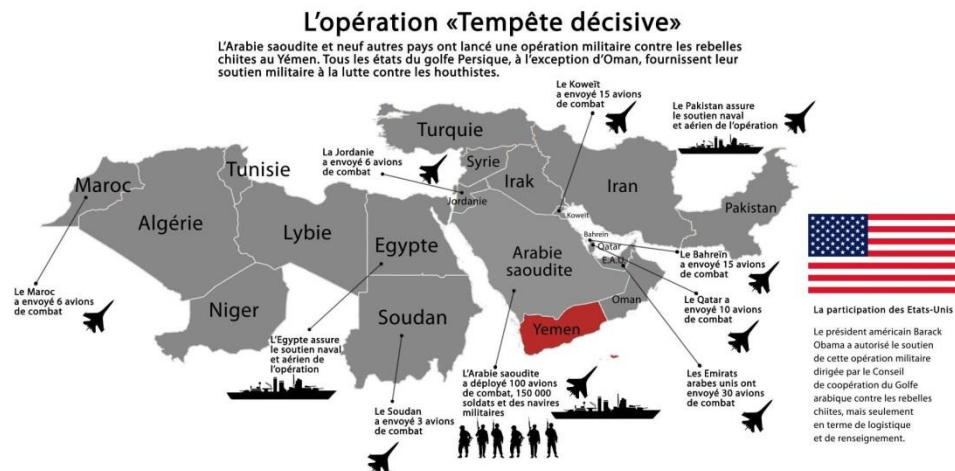 L'opération «Tempête décisive»
L'Arabie saoudite et neuf autres pays ont lancé une opération militaire contre les rebelles
chiites au Yémen. Tous les états du golfe Persique, à l'exception d'Oman, fournissent leur
soutien militaire à la lutte contre les houthistes.
Le Koweït
a envoyé 15 avions
de combat
Le Pakistan assure
le soutien naval
et aérien de l'opération
La Jordanie
a envoyé 6 avions
de combat
Turquie
Tunisie
Syrie
Maroc
Irak
Iran
Jordanie
Algérie
Pakistan
Koweït
Lybie
Egypte
Arabie
saoudite
Bahreïn
Qatar
E.A.U.
Le Bahreïn
a envoyé 15 avions
de combat
Le Maroc
a envoyé 6 avions
de combat
Niger
Soudan
Oman
Yemen
Le Qatar a
envoyé 10 avions
de combat
L'Egypte assure
le soutien naval
et aérien de
l'opération
L'Arabie saoudite
a déployé 100 avions
de combat, 150 000
soldats et des navires
militaires
Les Emirats
arabes unis ont
envoyé 30 avions
de combat
Le Soudan
a envoyé 3 avions
de combat
La participation des Etats-Unis
Le président américain Barack
Obama a autorisé le soutien
de cette opération militaire
dirigée par le Conseil
de coopération du Golfe
arabique contre les rebelles
chiites, mais seulement
en terme de logistique
et de renseignement.